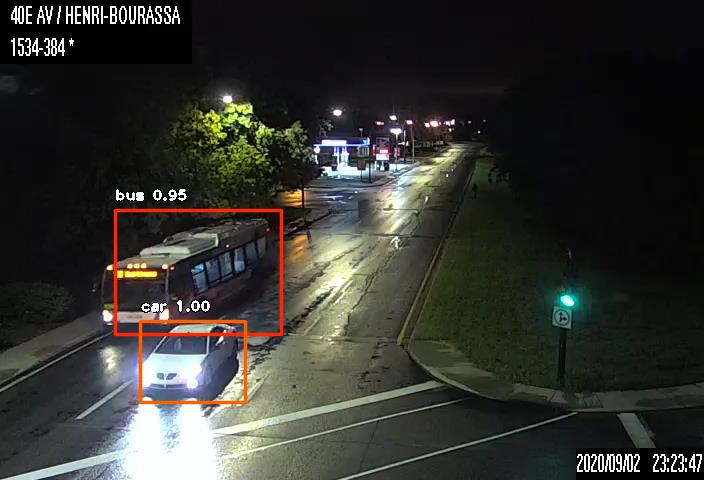 40E AV / HENRI-BOURASSA
1534-384 *
bus 0.95
car 1.00
2020/09/02 23:23:47